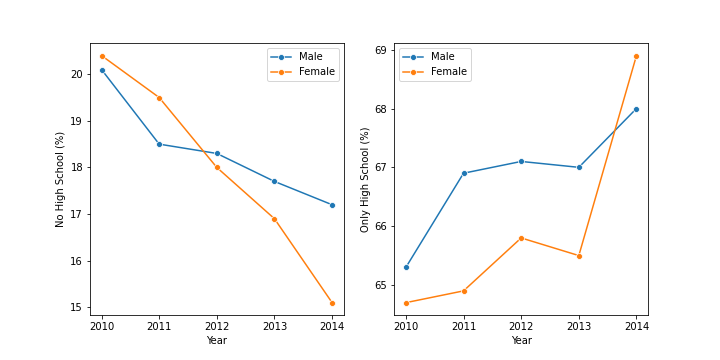 No High School (%)
20
19
18
17
16
15
2010 2011 2012 2013 2014
Year
Male
Female
Only High School (%)
69
68
67
66
65
2010 2011 2012 2013 2014
Year
Male
Female